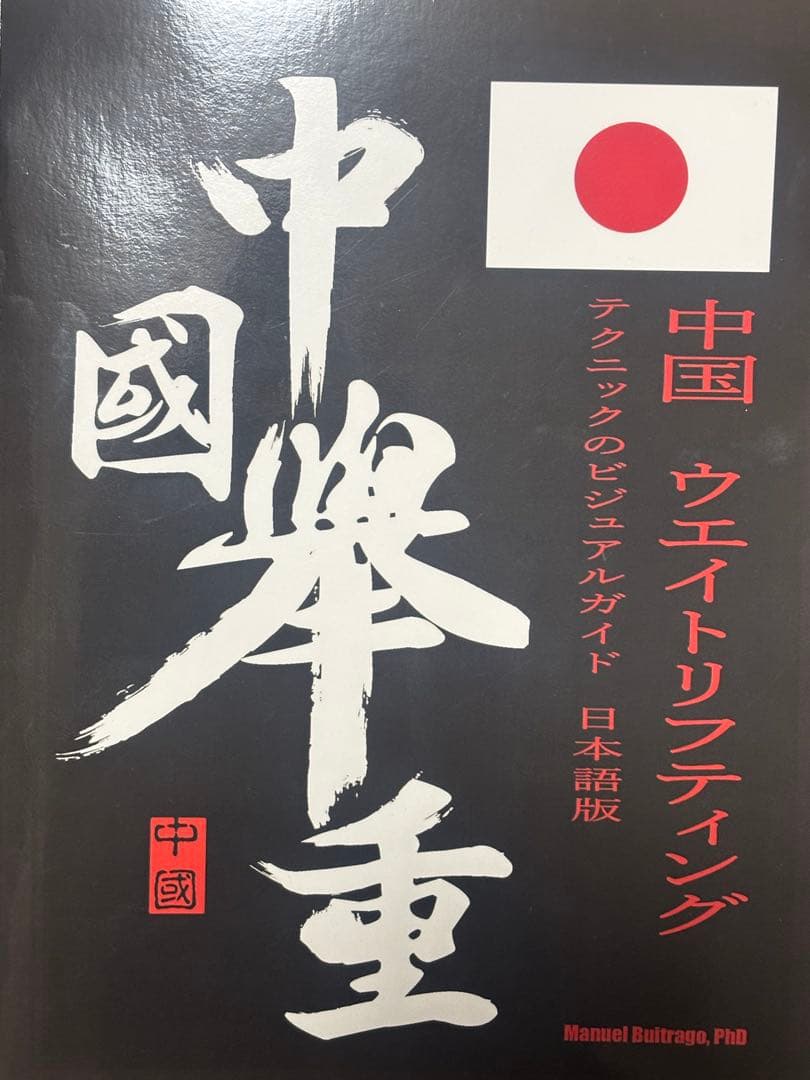 中國舉重
中国　ウエイトリフティング
テクニックのビジュアルガイド　日本語版
中國
Manuel Buitrago, PhD